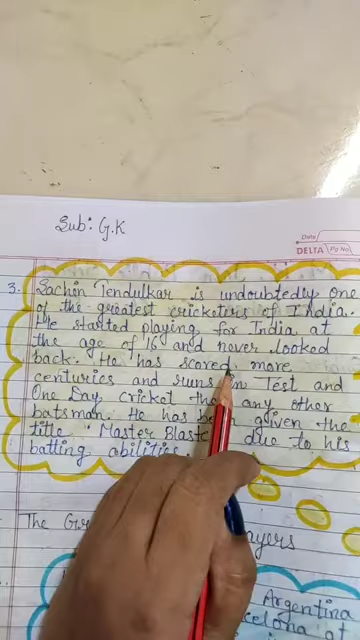 Sub: G.K
Date
DELTA Pg No.
3. Sachin Tendulkar is undoubtedly One
of the greatest cricketers of India.
He started playing for India at
the age of 16 and never looked
back. He has scored more
centuries and runs in Test and
One Day cricket than any other
batsman. He has been given the
title "Master Blaster due to his
batting abilities
The Gr ayers
Argentina
celona at